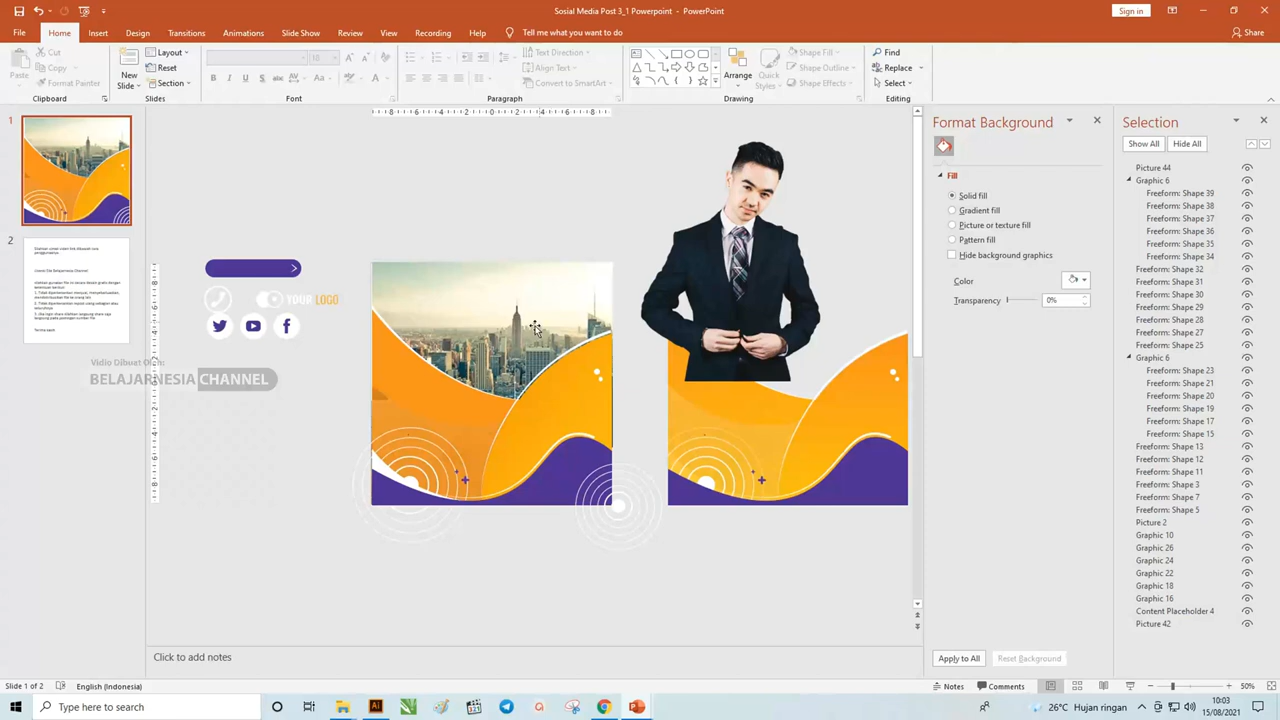 Sosial Media Post 3_1 Powerpoint - PowerPoint
Sign in
File Home Insert Design Transitions Animations Slide Show Review View Recording Help Tell me what you want to do
Share
Paste
Cut
Copy
Format Painter
Clipboard
New Slide
Layout
Reset
Section
Slides
18
Font
Text Direction
Align Text
Convert to SmartArt
Paragraph
Arrange
Quick Styles
Shape Fill
Shape Outline
Shape Effects
Drawing
Find
Replace
Select
Editing
1
2
YOUR LOGO
Vidio Dibuat Oleh:
BELAJARNESIA CHANNEL
Format Background
Fill
Solid fill
Gradient fill
Picture or texture fill
Pattern fill
Hide background graphics
Color
Transparency 0%
Apply to All Reset Background
Selection
Show All Hide All
Picture 44
Graphic 6
Freeform: Shape 39
Freeform: Shape 38
Freeform: Shape 37
Freeform: Shape 36
Freeform: Shape 35
Freeform: Shape 34
Freeform: Shape 32
Freeform: Shape 31
Freeform: Shape 30
Freeform: Shape 29
Freeform: Shape 28
Freeform: Shape 27
Freeform: Shape 25
Graphic 6
Freeform: Shape 23
Freeform: Shape 21
Freeform: Shape 20
Freeform: Shape 19
Freeform: Shape 17
Freeform: Shape 15
Freeform: Shape 13
Freeform: Shape 12
Freeform: Shape 11
Freeform: Shape 3
Freeform: Shape 7
Freeform: Shape 5
Picture 2
Graphic 10
Graphic 26
Graphic 24
Graphic 22
Graphic 18
Graphic 16
Content Placeholder 4
Picture 42
Click to add notes
Slide 1 of 2 English (Indonesia)
Notes Comments 50%
Type here to search
26°C Hujan ringan
10:03
15/08/2021